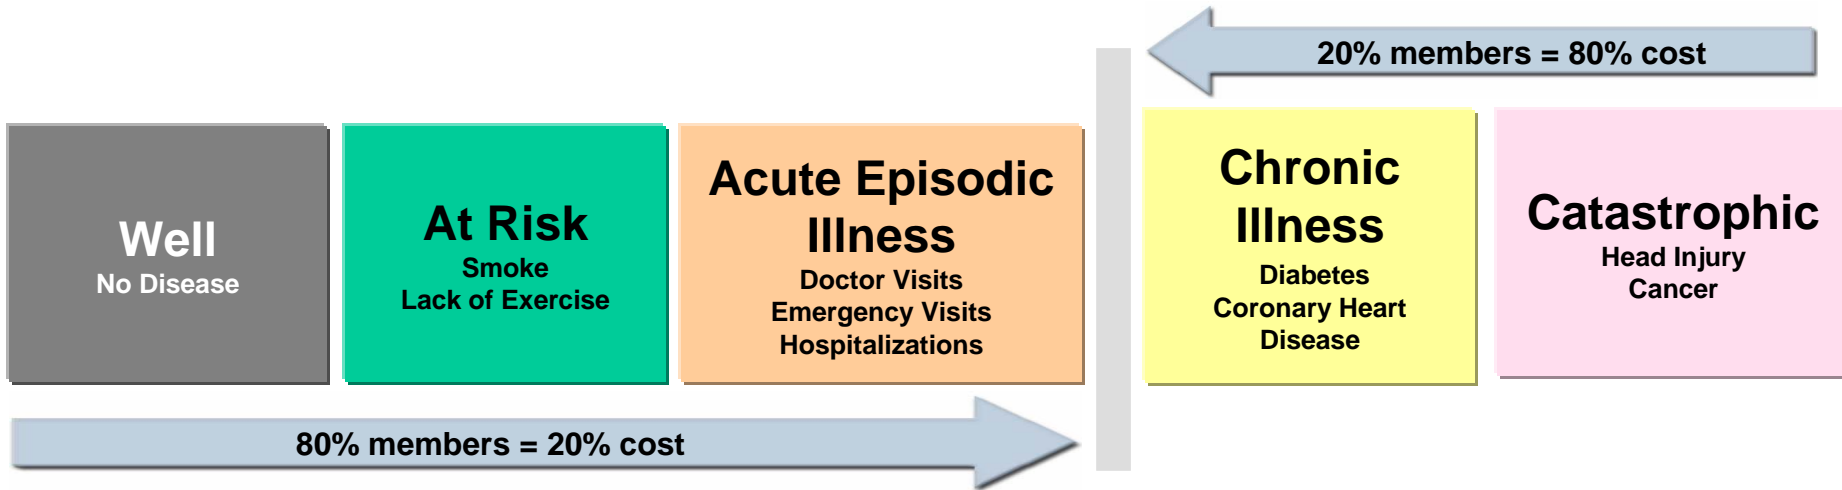 20% members = 80% cost
Well
No Disease
At Risk
Smoke
Lack of Exercise
Acute Episodic
Illness
Doctor Visits
Emergency Visits
Hospitalizations
Chronic
Illness
Diabetes
Coronary Heart
Disease
Catastrophic
Head Injury
Cancer
80% members = 20% cost